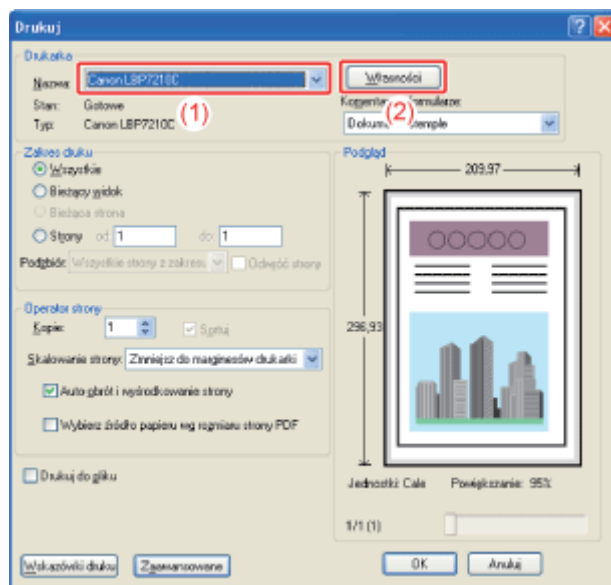 Drukuj
Drukarka
Nazwa: Canon LBP7210C
Własności
Stan: Gotowe
Komentarze i formularze:
(1)
(2)
Typ: Canon LBP7210C
Dokument i stemple
Zakres druku
Wszystkie
Bieżący widok
Bieżąca strona
Strony od: 1 do: 1
Podzbiór: Wszystkie strony z zakresu
Odwróć strony
Operator strony
Kopie: 1
Sortuj
Skalowanie strony: Zmniejsz do marginesów drukarki
Auto-obrót i wyśrodkowanie strony
Wybierz źródło papieru wg rozmiaru strony PDF
Drukuj do pliku
Wskazówki druku
Zaawansowane
Podgląd
209,97
OOOOO
296,93
Jednostki: Cale Powiększanie: 95%
1/1 (1)
OK
Anuluj